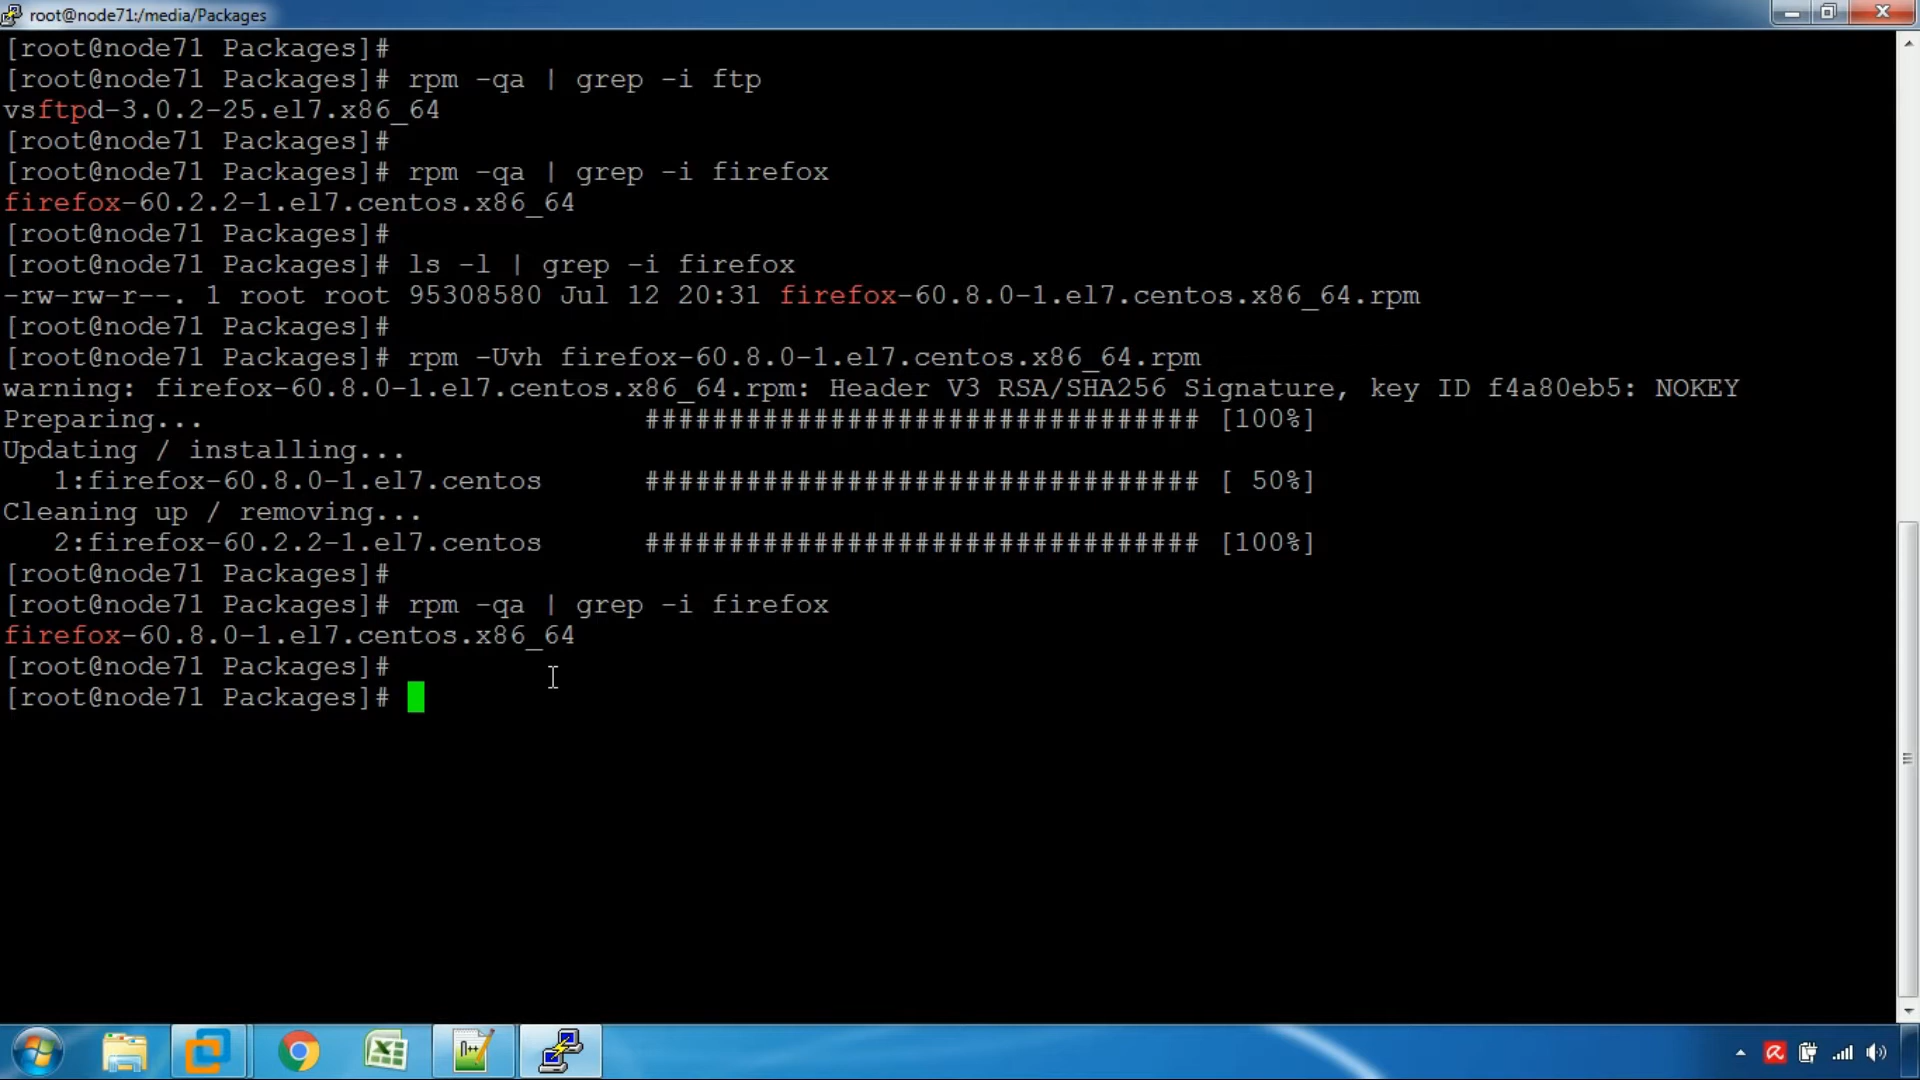 root@node71:/media/Packages
[root@node71 Packages]#
[root@node71 Packages]# rpm -qa | grep -i ftp
vsftpd-3.0.2-25.el7.x86_64
[root@node71 Packages]#
[root@node71 Packages]# rpm -qa | grep -i firefox
firefox-60.2.2-1.el7.centos.x86_64
[root@node71 Packages]#
[root@node71 Packages]# ls -l | grep -i firefox
-rw-rw-r--. 1 root root 95308580 Jul 12 20:31 firefox-60.8.0-1.el7.centos.x86_64.rpm
[root@node71 Packages]#
[root@node71 Packages]# rpm -Uvh firefox-60.8.0-1.el7.centos.x86_64.rpm
warning: firefox-60.8.0-1.el7.centos.x86_64.rpm: Header V3 RSA/SHA256 Signature, key ID f4a80eb5: NOKEY
Preparing...                          ################################# [100%]
Updating / installing...
   1:firefox-60.8.0-1.el7.centos      ################################# [ 50%]
Cleaning up / removing...
   2:firefox-60.2.2-1.el7.centos      ################################# [100%]
[root@node71 Packages]#
[root@node71 Packages]# rpm -qa | grep -i firefox
firefox-60.8.0-1.el7.centos.x86_64
[root@node71 Packages]#
[root@node71 Packages]#